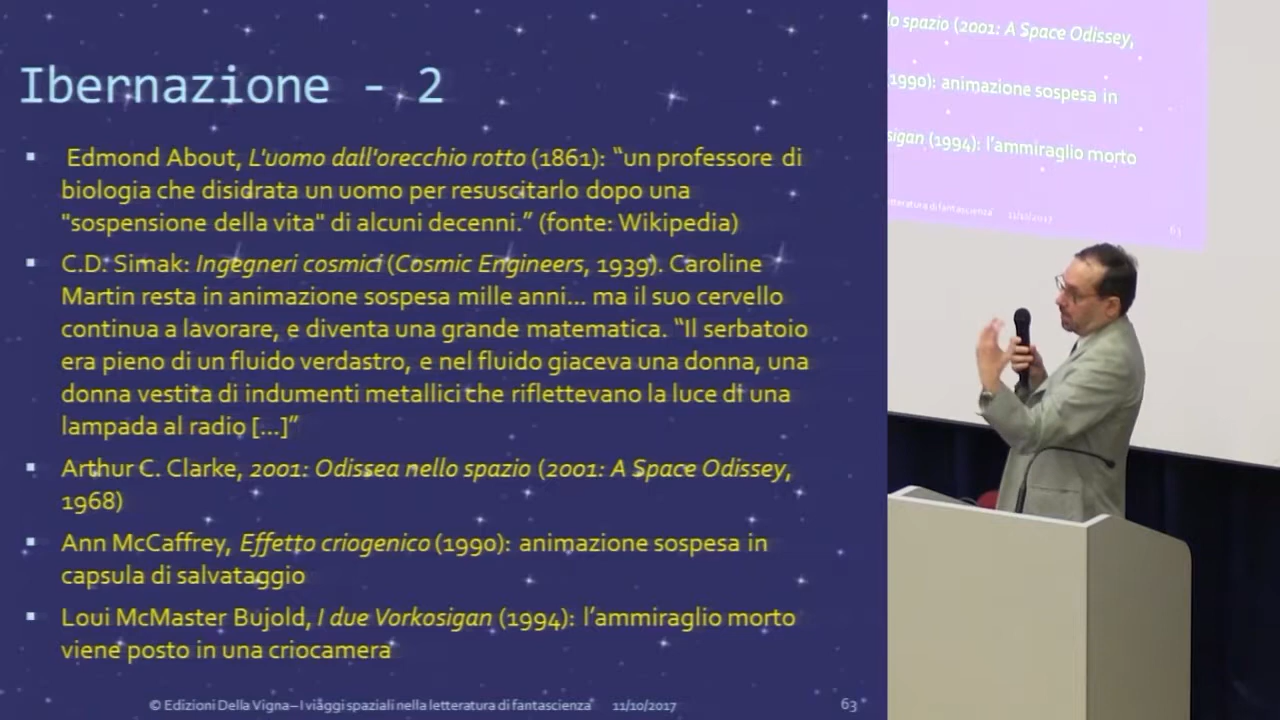 Ibernazione - 2
▪ Edmond About, L'uomo dall'orecchio rotto (1861): “un professore di
biologia che disidrata un uomo per resuscitarlo dopo una
"sospensione della vita" di alcuni decenni.” (fonte: Wikipedia)
▪ C.D. Simak: Ingegneri cosmici (Cosmic Engineers, 1939). Caroline
Martin resta in animazione sospesa mille anni... ma il suo cervello
continua a lavorare, e diventa una grande matematica. “Il serbatoio
era pieno di un fluido verdastro, e nel fluido giaceva una donna, una
donna vestita di indumenti metallici che riflettevano la luce di una
lampada al radio [...]”
▪ Arthur C. Clarke, 2001: Odissea nello spazio (2001: A Space Odissey,
1968)
▪ Ann McCaffrey, Effetto criogenico (1990): animazione sospesa in
capsula di salvataggio
▪ Loui McMaster Bujold, I due Vorkosigan (1994): l’ammiraglio morto
viene posto in una criocamera
© Edizioni Della Vigna – I viaggi spaziali nella letteratura di fantascienza 11/10/2017 63
lo spazio (2001: A Space Odissey,
1990): animazione sospesa in
sigan (1994): l’ammiraglio morto
letteratura di fantascienza 11/10/2017 63